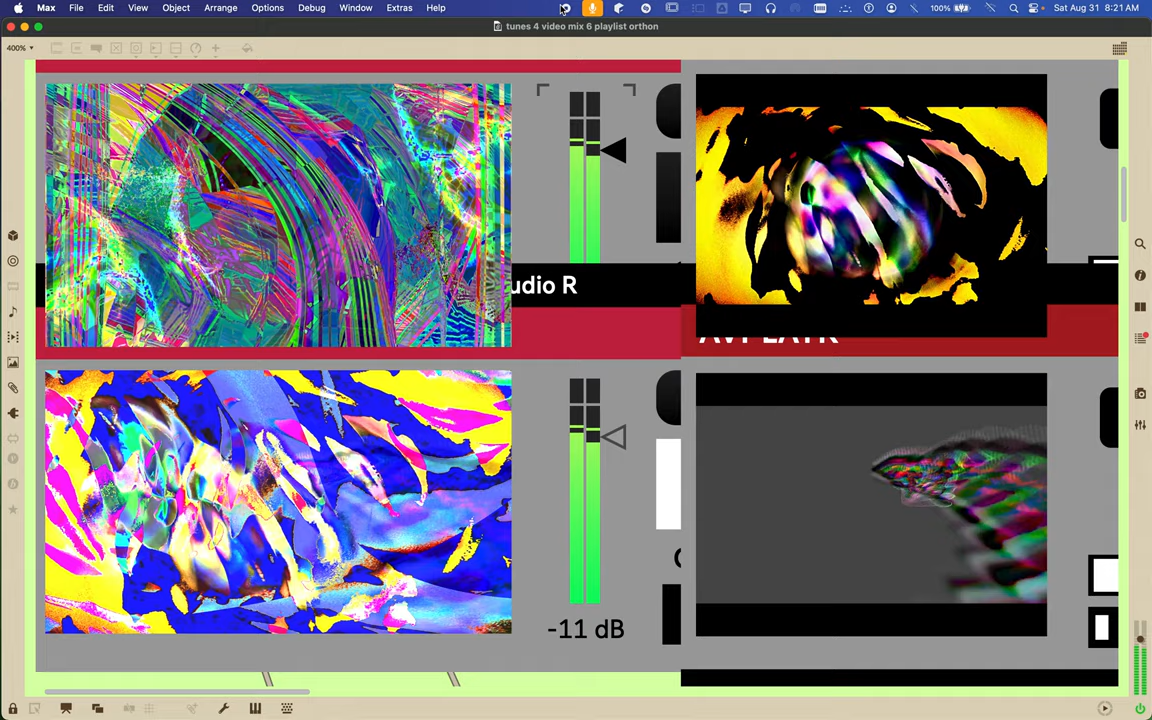 Max File Edit View Object Arrange Options Debug Window Extras Help
100% Sat Aug 31 8:21 AM
tunes 4 video mix 6 playlist orthon
400%
udio R
-11 dB